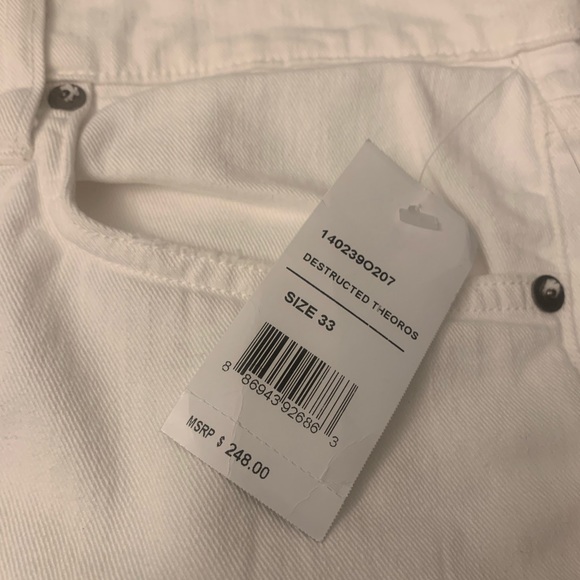 140239O207
DESTRUCTED THEOROS
SIZE 33
8 86943 92686 3
MSRP $ 248.00